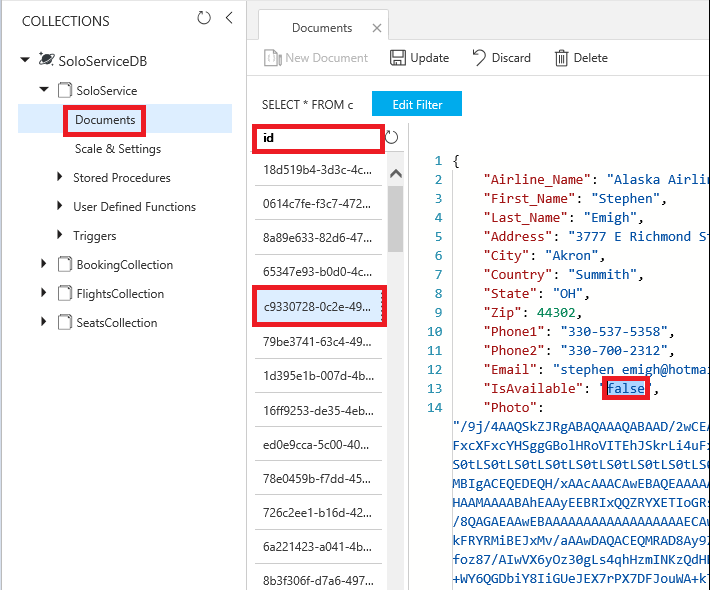 COLLECTIONS
SoloServiceDB
SoloService
Documents
Scale & Settings
Stored Procedures
User Defined Functions
Triggers
BookingCollection
FlightsCollection
SeatsCollection
Documents
New Document Update Discard Delete
SELECT * FROM c Edit Filter
id
18d519b4-3d3c-4c...
0614c7fe-f3c7-472...
8a89e633-82d6-47...
65347e93-b0d0-4c...
c9330728-0c2e-49...
79be3741-63c4-49...
1d395e1b-007d-4b...
16ff9253-de35-4eb...
ed0e9cca-5c00-40...
78e0459b-f7dd-45...
726c2ee1-b16d-42...
6a221423-a041-4b...
8b3f306f-d7a6-497...
1 {
2 "Airline_Name": "Alaska Airlin
3 "First_Name": "Stephen",
4 "Last_Name": "Emigh",
5 "Address": "3777 E Richmond St
6 "City": "Akron",
7 "Country": "Summith",
8 "State": "OH",
9 "Zip": 44302,
10 "Phone1": "330-537-5358",
11 "Phone2": "330-700-2312",
12 "Email": "stephen_emigh@hotmai
13 "IsAvailable": "false",
14 "Photo":
"/9j/4AAQSkZJRgABAQAAAQABAAD/2wCEA
FxcXFxcYHSggGBolHRoVITEhJSkrLi4uFx
S0tLS0tLS0tLS0tLS0tLS0tLS0tLS0tLS
MBIgACEQEDEQH/xAAcAAACAwEBAQEAAAAA
HAAMAAAABAhEAAyEEBRIxQQZRYXETIoGRs
/8QAGAEAAwEBAAAAAAAAAAAAAAAAAAECAw
kFRYRMiBEJxMv/aAAwDAQACEQMRAD8Ay9Z
foz87/AIwVX6yOz30gLs4qhHzmINKzQdH
+WY6QGDbiY8IiGUeJEX7rPX7DFJouWA+kT